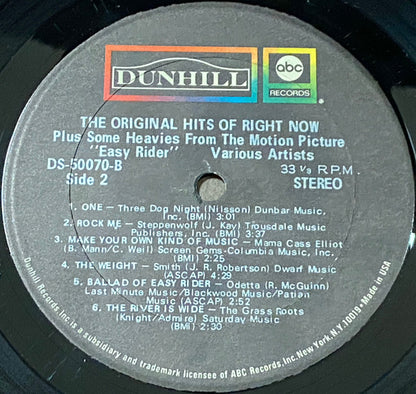 DUNHILL
abc
RECORDS
THE ORIGINAL HITS OF RIGHT NOW
Plus Some Heavies From The Motion Picture
"Easy Rider" Various Artists
DS-50070-B
33 ⅓ R.P.M.
Side 2
STEREO
1. ONE — Three Dog Night (Nilsson) Dunbar Music,
Inc. (BMI) 3:01
2. ROCK ME — Steppenwolf (J. Kay) Trousdale Music
Publishers, Inc. (BMI) 3:37
3. MAKE YOUR OWN KIND OF MUSIC — Mama Cass Elliot
(B. Mann/C. Weil) Screen Gems-Columbia Music, Inc.
(BMI) 2:25
4. THE WEIGHT — Smith (J. R. Robertson) Dwarf Music
(ASCAP) 4:29
5. BALLAD OF EASY RIDER — Odetta (R. McGuinn)
Last Minute Music/Blackwood Music/Patian
Music (ASCAP) 2:52
6. THE RIVER IS WIDE — The Grass Roots
(Knight/Admire) Saturday Music
(BMI) 2:30
Dunhill Records, Inc. is a subsidiary and trademark licensee of ABC Records, Inc. New York, N.Y. 10019 • Made in USA